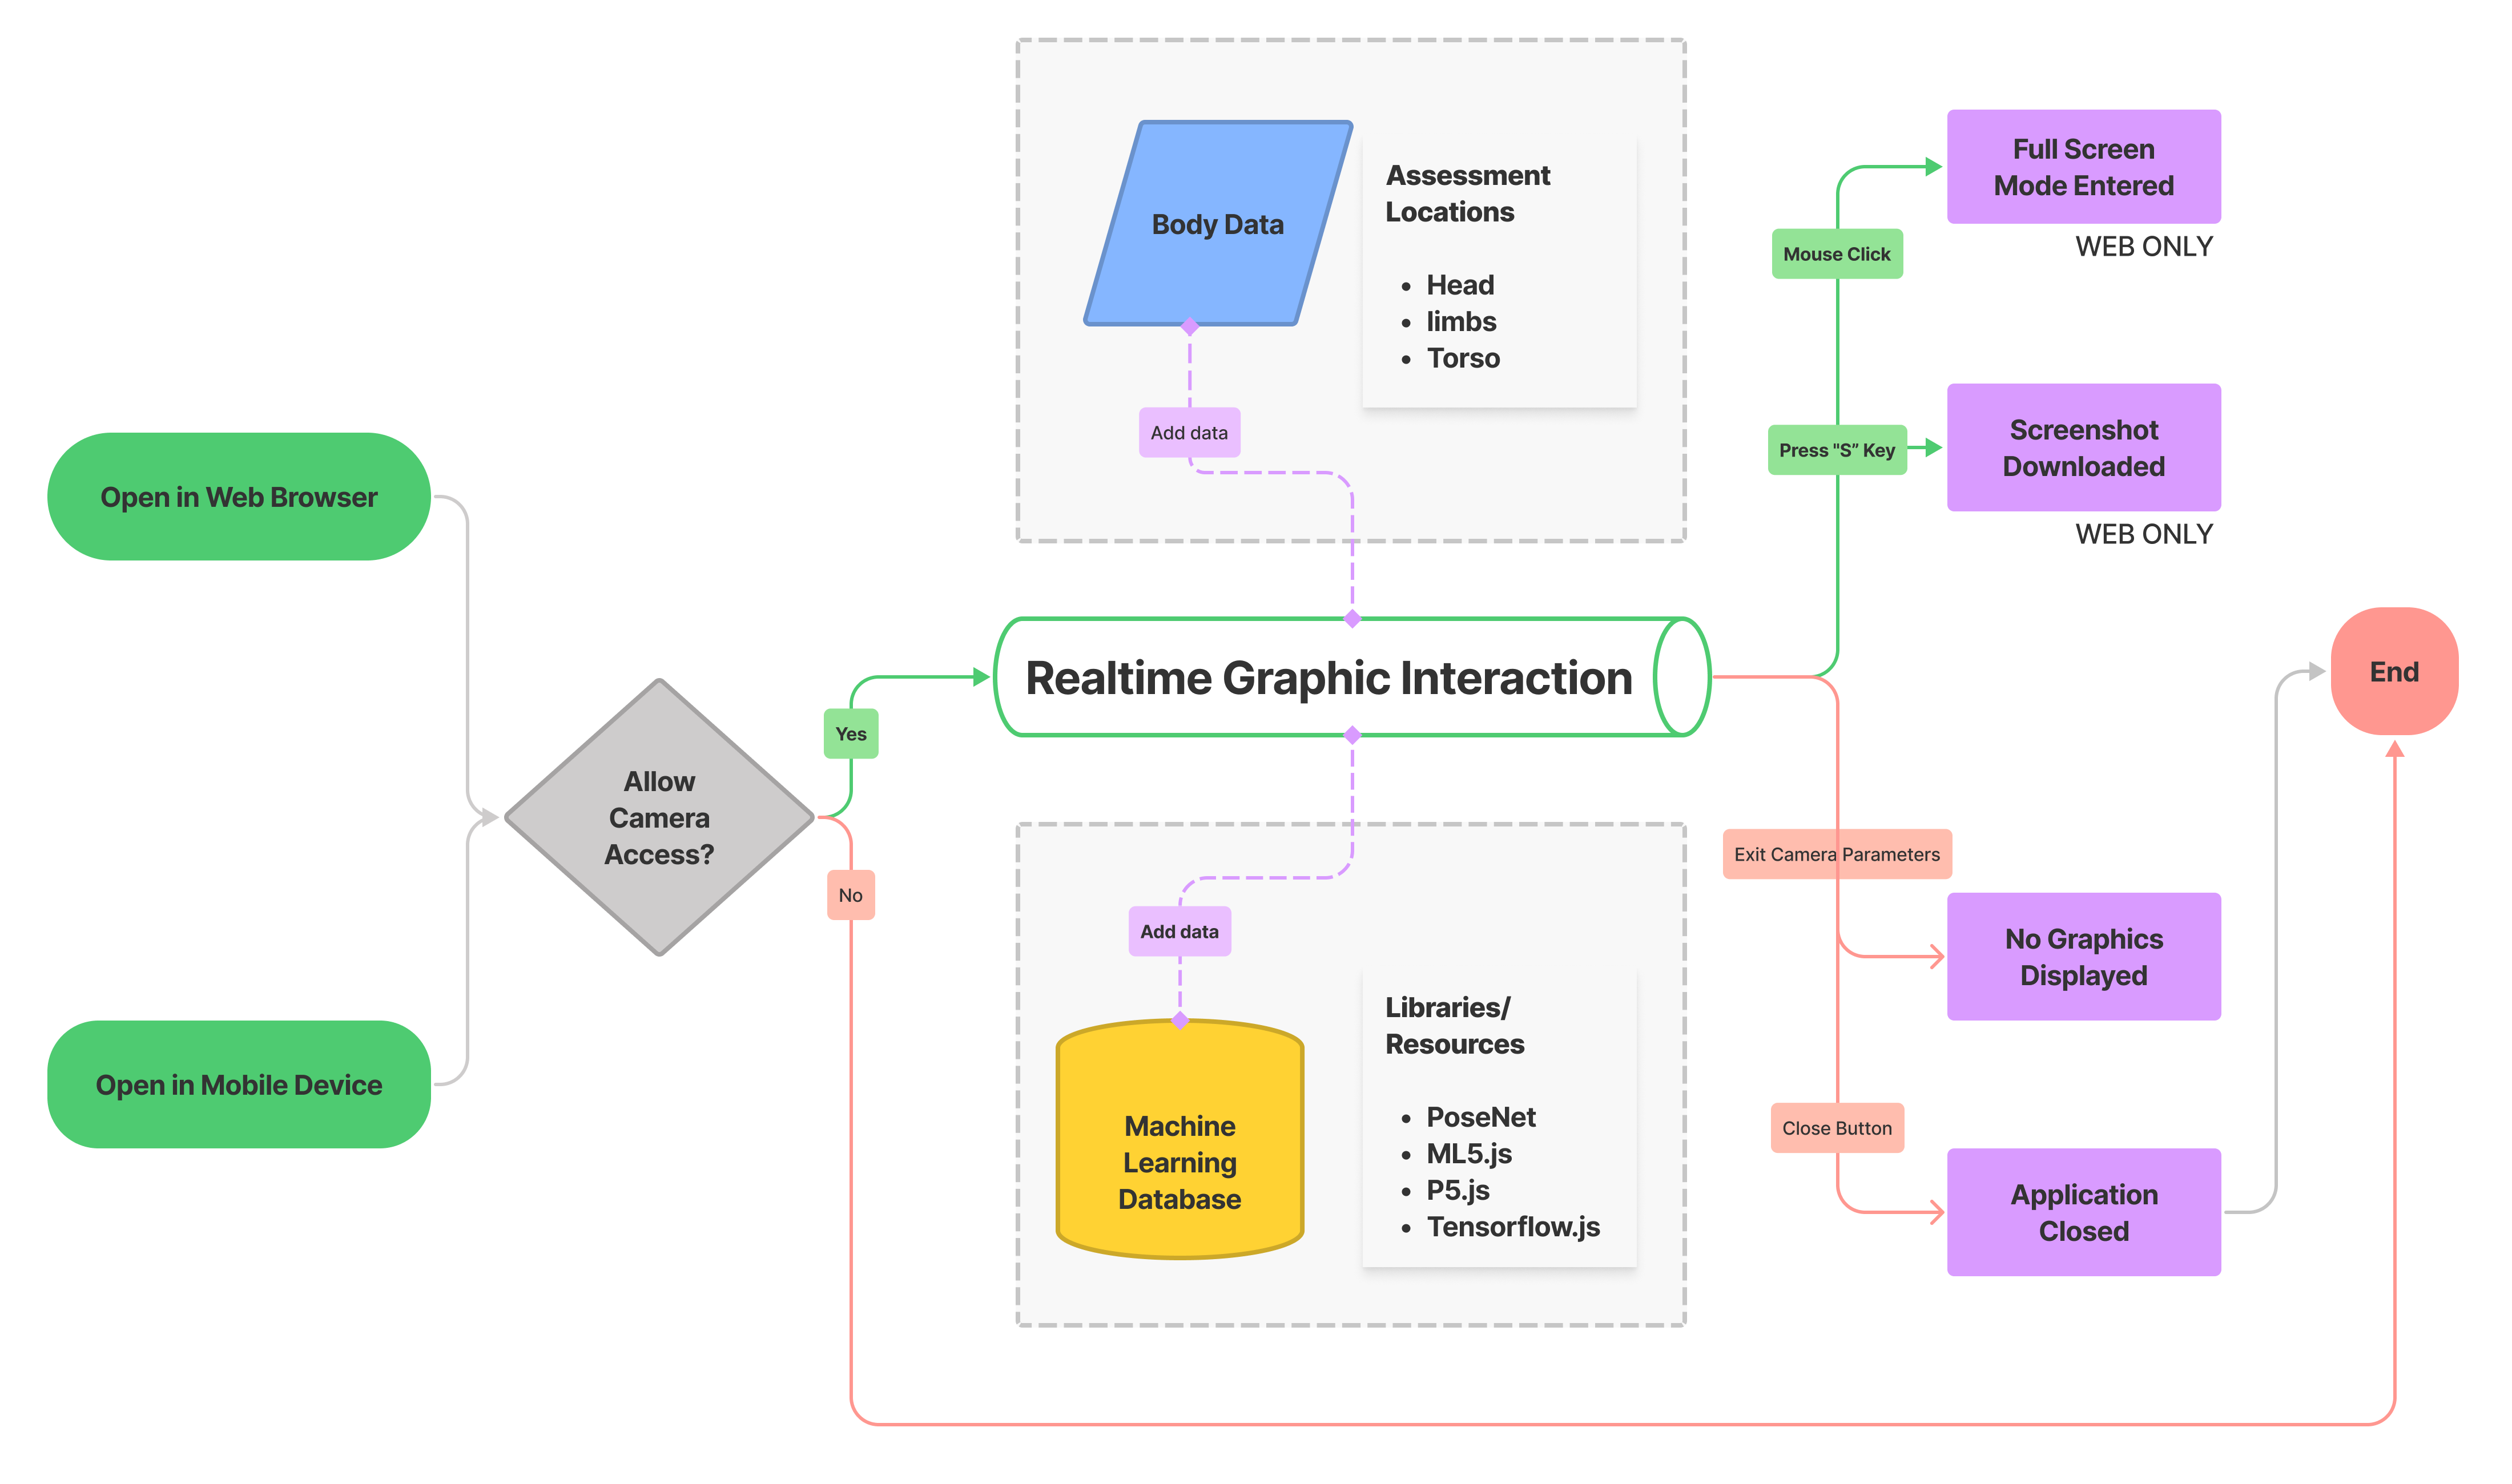 Open in Web Browser
Open in Mobile Device
Allow
Camera
Access?
Yes
No
Body Data
Assessment
Locations
• Head
• limbs
• Torso
Add data
Realtime Graphic Interaction
Add data
Machine
Learning
Database
Libraries/
Resources
• PoseNet
• ML5.js
• P5.js
• Tensorflow.js
Mouse Click
Full Screen
Mode Entered
WEB ONLY
Press "S” Key
Screenshot
Downloaded
WEB ONLY
Exit Camera Parameters
No Graphics
Displayed
Close Button
Application
Closed
End